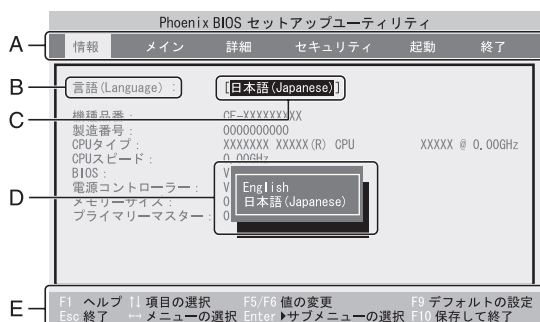 Phoenix BIOS セットアップユーティリティ
A 情報 メイン 詳細 セキュリティ 起動 終了
B 言語(Language) : [日本語(Japanese)]
C
機種品番 : CF-XXXXXXXX
製造番号 : 0000000000
CPUタイプ : XXXXXXX XXXXX(R) CPU XXXXX @ 0.00GHz
CPUスピード : 0.00GHz
BIOS : V
電源コントローラー : V
メモリーサイズ : 0
プライマリーマスター : 0
D English
日本語(Japanese)
E F1 ヘルプ ↑↓ 項目の選択 F5/F6 値の変更 F9 デフォルトの設定
Esc 終了 ↔ メニューの選択 Enter ▶サブメニューの選択 F10 保存して終了